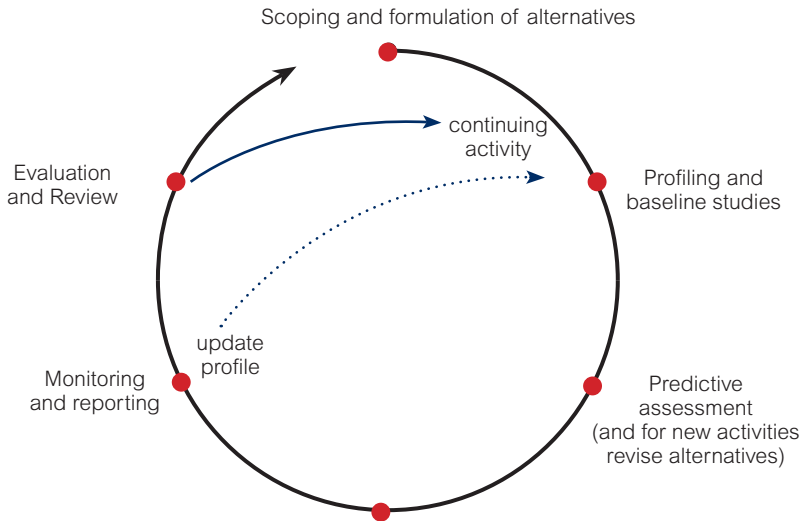 Scoping and formulation of alternatives
continuing
activity
Evaluation
and Review
Profiling and
baseline studies
update
profile
Monitoring
and reporting
Predictive
assessment
(and for new activities
revise alternatives)